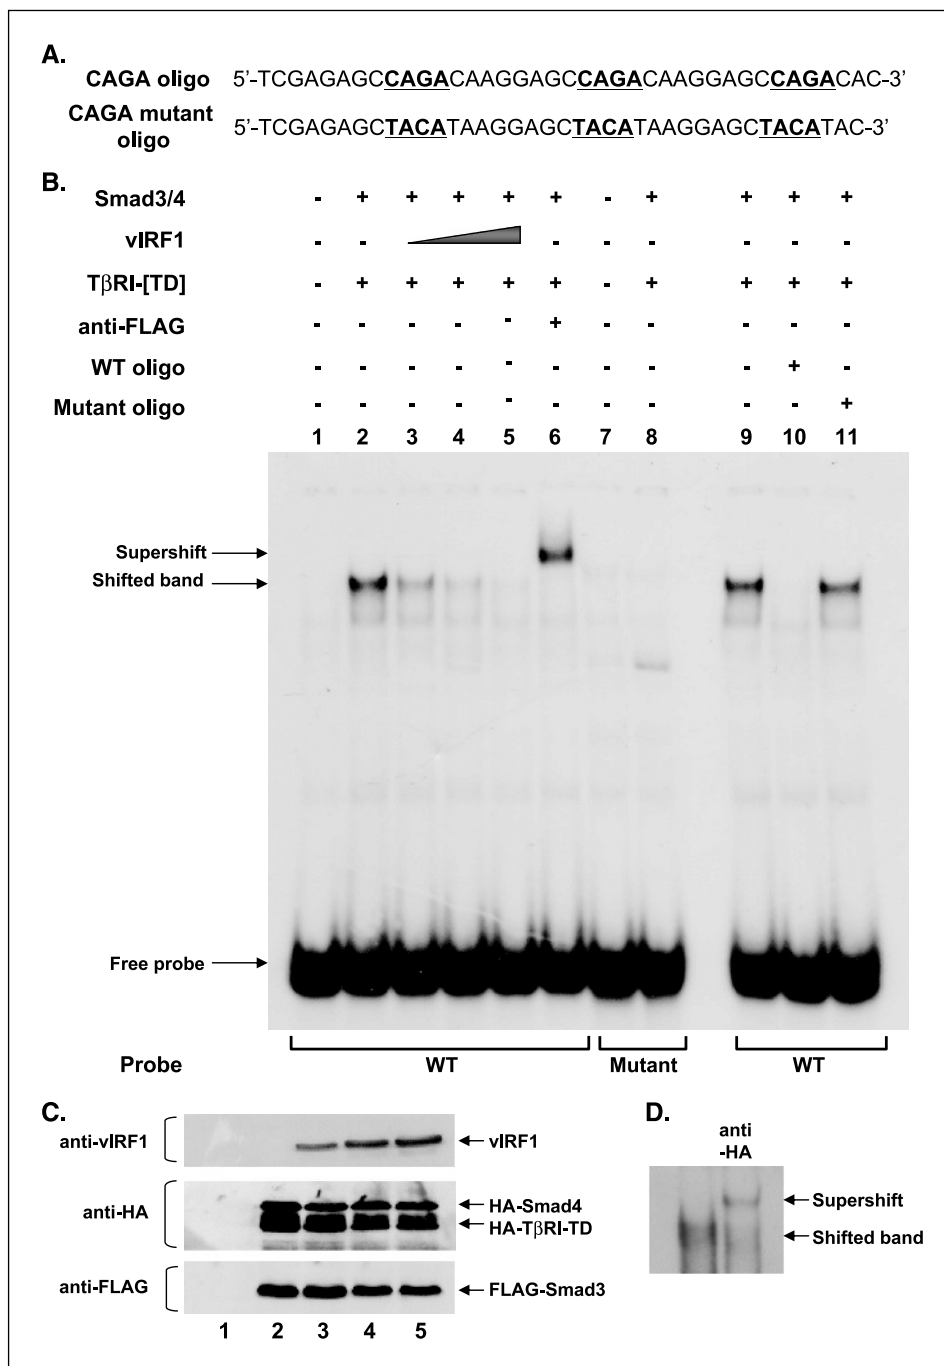 A.
CAGA oligo 5’-TCGAGAGCCAGACAAGGAGCCAGACAAGGAGCCAGACAC-3’
CAGA mutant
oligo 5’-TCGAGAGCTACATAAGGAGCTACATAAGGAGCTACATAC-3’
B.
Smad3/4 - + + + + + - + + + +
vIRF1 - - - - - - - -
TβRI-[TD] - + + + + + - + + + +
anti-FLAG - - - - - + - - - - -
WT oligo - - - - - - - - - + -
Mutant oligo - - - - - - - - - - +
1 2 3 4 5 6 7 8 9 10 11
Supershift
Shifted band
Free probe
Probe WT Mutant WT
C.
anti-vIRF1 vIRF1
anti-HA HA-Smad4
HA-TβRI-TD
anti-FLAG FLAG-Smad3
1 2 3 4 5
D.
anti
-HA
Supershift
Shifted band